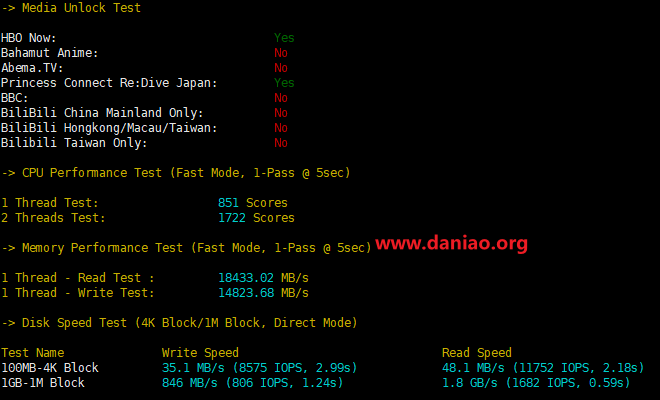 -> Media Unlock Test
HBO Now: Yes
Bahamut Anime: No
Abema.TV: No
Princess Connect Re:Dive Japan: Yes
BBC: No
BiliBili China Mainland Only: No
BiliBili Hongkong/Macau/Taiwan: No
Bilibili Taiwan Only: No
-> CPU Performance Test (Fast Mode, 1-Pass @ 5sec)
1 Thread Test: 851 Scores
2 Threads Test: 1722 Scores
-> Memory Performance Test (Fast Mode, 1-Pass @ 5sec) www.daniao.org
1 Thread - Read Test : 18433.02 MB/s
1 Thread - Write Test: 14823.68 MB/s
-> Disk Speed Test (4K Block/1M Block, Direct Mode)
Test Name Write Speed Read Speed
100MB-4K Block 35.1 MB/s (8575 IOPS, 2.99s) 48.1 MB/s (11752 IOPS, 2.18s)
1GB-1M Block 846 MB/s (806 IOPS, 1.24s) 1.8 GB/s (1682 IOPS, 0.59s)